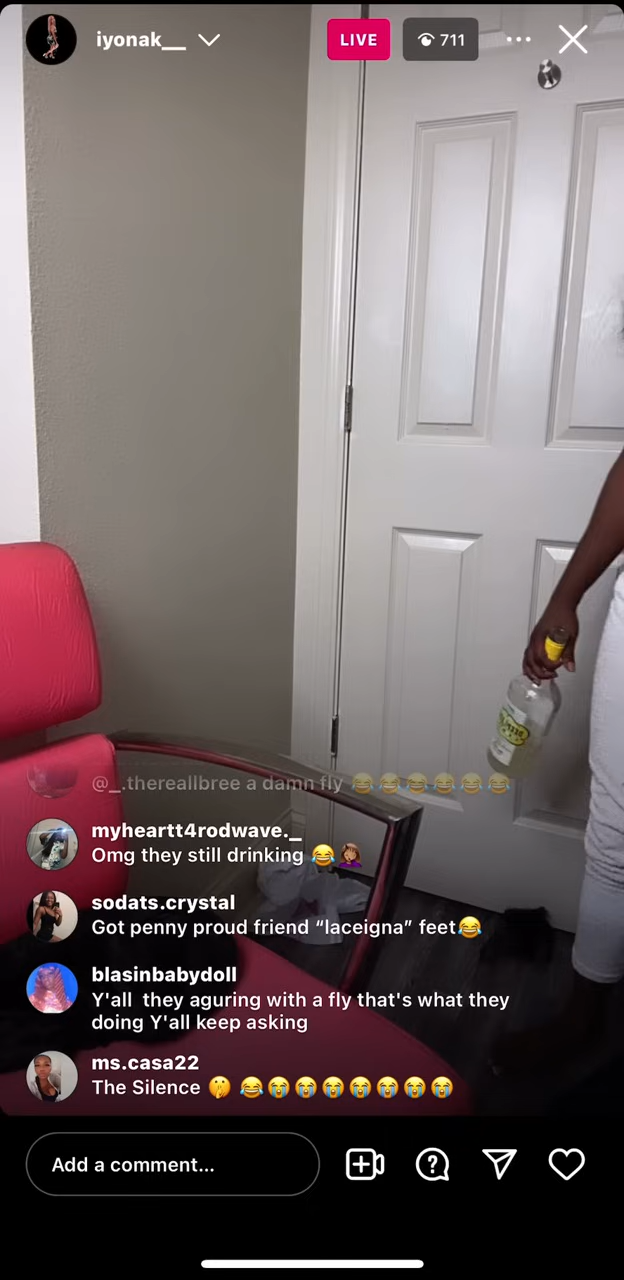 iyonak__
LIVE
711
@_.thereallbree a damn fly 😂😂😂😂😂😂
myheartt4rodwave._
Omg they still drinking 😂🤦🏽‍♀️
sodats.crystal
Got penny proud friend “laceigna” feet😂
blasinbabydoll
Y'all  they aguring with a fly that's what they
doing Y'all keep asking
ms.casa22
The Silence 🤫 😂😭😭😭😭😭😭😭
Add a comment...